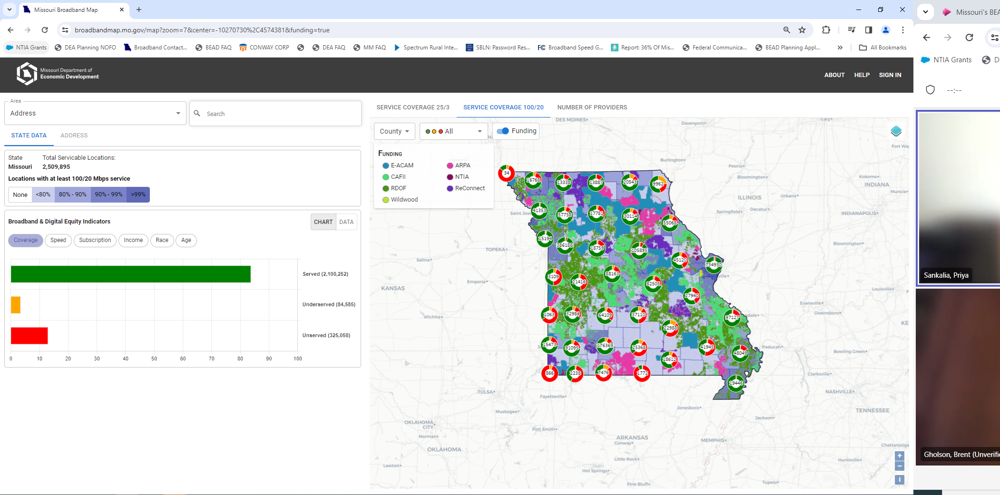 Missouri Broadband Map
Missouri's BEA
broadbandmap.mo.gov/map?zoom=7&center=-10270730%2C4574381&funding=true
NTIA Grants
DEA Planning NOFO
Broadband Contact...
BEAD FAQ
CONWAY CORP
DEA FAQ
MM FAQ
Spectrum Rural Inte...
SBLN: Password Res...
Broadband Speed G...
Report: 36% Of Mis...
Federal Communica...
BEAD Planning Appl...
All Bookmarks
NTIA Grants
Missouri Department of
Economic Development
ABOUT
HELP
SIGN IN
--:--
Area
Address
Search
STATE DATA
ADDRESS
State
Total Servicable Locations:
Missouri
2,509,895
Locations with at least 100/20 Mbps service
None
<80%
80% - 90%
90% - 99%
>99%
Broadband & Digital Equity Indicators
CHART
DATA
Coverage
Speed
Subscription
Income
Race
Age
Served (2,100,252)
Underserved (84,585)
Unserved (325,058)
0 10 20 30 40 50 60 70 80 90 100
SERVICE COVERAGE 25/3
SERVICE COVERAGE 100/20
NUMBER OF PROVIDERS
County
All
Funding
FUNDING
E-ACAM
ARPA
CAFII
NTIA
RDOF
ReConnect
Wildwood
DES MOINES
Davenport
Gary
Fort Way
Burlington
Peoria
Bloomington
Kokomo
INDIANA
Muncie
ILLINOIS
Urbana
Springfield
Decatur
INDIANAPOLIS
Saint Jos
TOPEKA
Bloomington
Salina
Emporia
KANSAS
Louisville
Evansville
Owensboro
Wichita
KE
Paducah
Bowling Green
Clarksville
NASHVILLE
TULSA
Fayetteville
Jonesboro
TENNESSEE
Muskogee
Jackson
OKLAHOMA
CITY
Norman
Fort Smith
ARKANSAS
Conway
MEMPHIS
Chattanooga
OKLAHOMA
Little Rock
Huntsville
Lawton
Hot Springs
Pine Bluff
Tupelo
34
16768
13338
13887
20543
9962
41353
57738
17781
30114
55068
15194
386188
18759
105895
45120
734930
3109
21416
88163
82505
27940
1063
32984
64109
37110
22988
97127
15473
91095
176369
25368
18612
41945
48049
866
2238
7476
1772
19446
+
−
i
Sankalia, Priya
Gholson, Brent (Unverifie